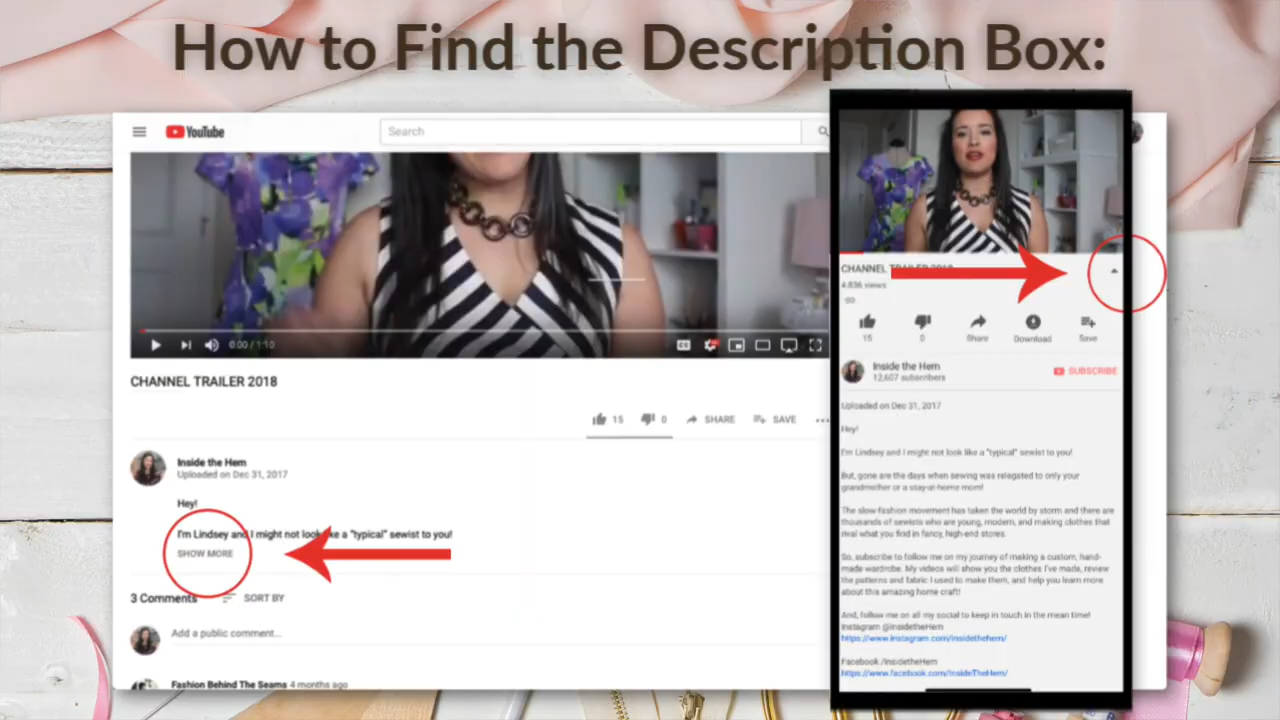 How to Find the Description Box:
YouTube
Search
0:00 / 1:10
CHANNEL TRAILER 2018
15 0 SHARE SAVE
Inside the Hem
Uploaded on Dec 31, 2017
Hey!
I'm Lindsey and I might not look like a "typical" sewist to you!
SHOW MORE
3 Comments SORT BY
Add a public comment...
Fashion Behind The Seams 4 months ago
CHANNEL TRAILER 2018
4,836 views
15 0 Share Download Save
Inside the Hem
12,607 subscribers
SUBSCRIBE
Uploaded on Dec 31, 2017
Hey!
I'm Lindsey and I might not look like a "typical" sewist to you!
But, gone are the days when sewing was relegated to only your
grandmother or a stay-at-home mom!
The slow fashion movement has taken the world by storm and there are
thousands of sewists who are young, modern, and making clothes that
rival what you find in fancy, high-end stores.
So, subscribe to follow me on my journey of making a custom, hand-
made wardrobe. My videos will show you the clothes I've made, review
the patterns and fabric I used to make them, and help you learn more
about this amazing home craft!
And, follow me on all my social to keep in touch in the mean time!
Instagram @insidetheHem
https://www.instagram.com/insidethehem/
Facebook /InsidetheHem
https://www.facebook.com/InsideTheHem/